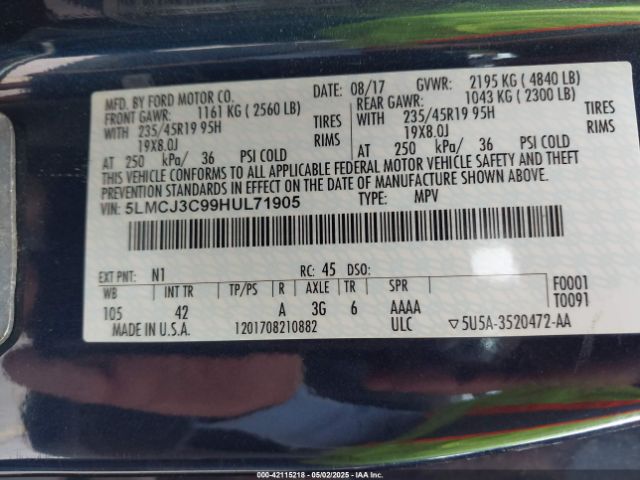 MFD. BY FORD MOTOR CO.
DATE: 08/17 GVWR: 2195 KG ( 4840 LB)
FRONT GAWR: 1161 KG ( 2560 LB)
REAR GAWR: 1043 KG ( 2300 LB)
WITH 235/45R19 95H TIRES
WITH 235/45R19 95H TIRES
19X8.0J RIMS
19X8.0J RIMS
AT 250 kPa/ 36 PSI COLD
AT 250 kPa/ 36 PSI COLD
THIS VEHICLE CONFORMS TO ALL APPLICABLE FEDERAL MOTOR VEHICLE SAFETY AND THEFT
PREVENTION STANDARDS IN EFFECT ON THE DATE OF MANUFACTURE SHOWN ABOVE.
VIN: 5LMCJ3C99HUL71905 TYPE: MPV
EXT PNT: N1 RC: 45 DSO:
WB INT TR TP/PS R AXLE TR SPR
105 42 A 3G 6 AAAA
F0001
T0091
MADE IN U.S.A. 1201708210882 ULC ▽5U5A-3520472-AA
000-42115218 - 05/02/2025 - IAA Inc.